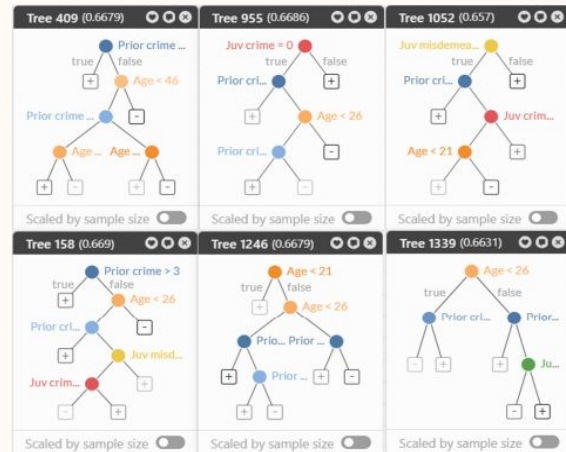 Tree 409 (0.6679)
Prior crime ...
true false
+ Age < 46
Prior crime ... -
Age ... Age ...
+ - + -
Scaled by sample size
Tree 955 (0.6686)
Juv crime = 0
true false
Prior cri... +
+ Age < 26
Prior cri... -
+ -
Scaled by sample size
Tree 1052 (0.657)
Juv misdemea...
true false
Prior cri... +
+ Juv crim...
Age < 21 +
+ -
Scaled by sample size
Tree 158 (0.669)
Prior crime > 3
true false
+ Age < 26
Prior cri... -
+ Juv misd...
Juv crim... +
- +
Scaled by sample size
Tree 1246 (0.6679)
Age < 21
true false
+ Age < 26
Prio... Prior ...
+ Prior ... + -
+ -
Scaled by sample size
Tree 1339 (0.6631)
Age < 26
true false
Prior cri... Prior...
- + + Ju...
- +
Scaled by sample size